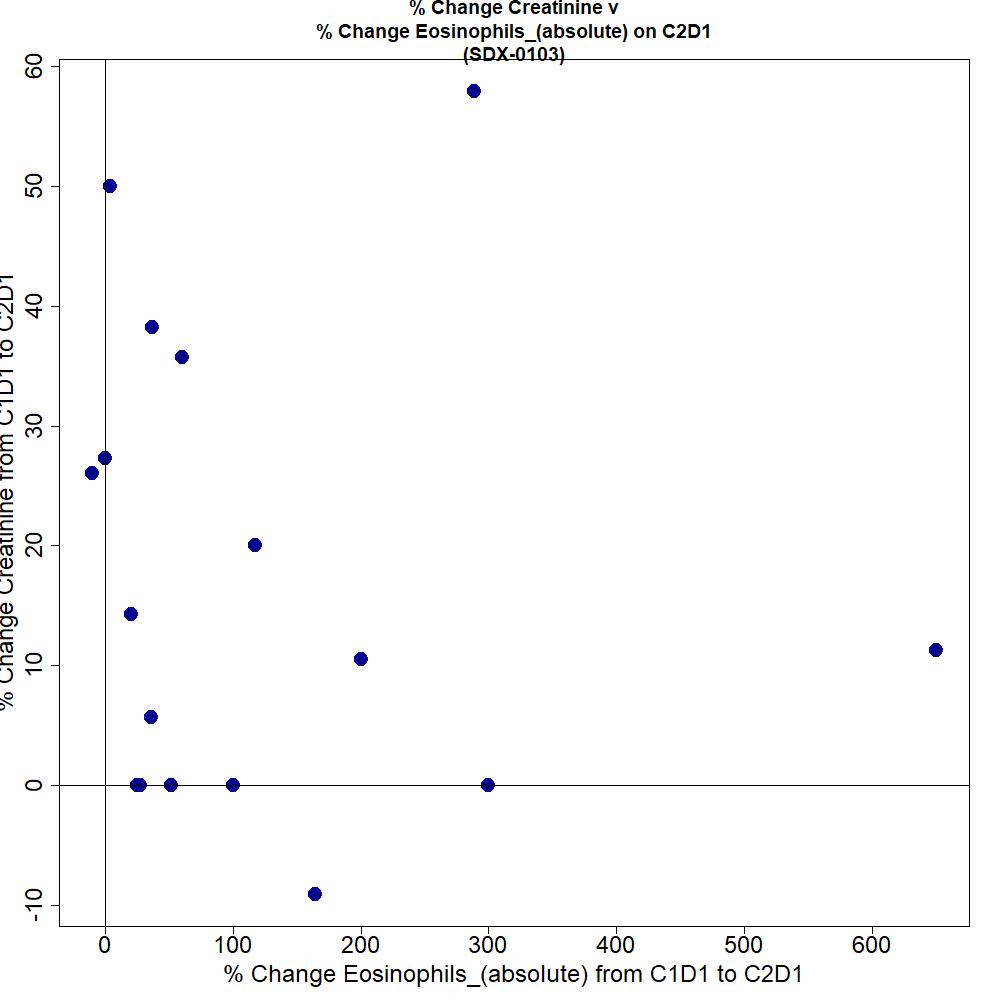 % Change Creatinine v
% Change Eosinophils_(absolute) on C2D1
(SDX-0103)
% Change Creatinine from C1D1 to C2D1
60
50
40
30
20
10
0
-10
0 100 200 300 400 500 600
% Change Eosinophils_(absolute) from C1D1 to C2D1